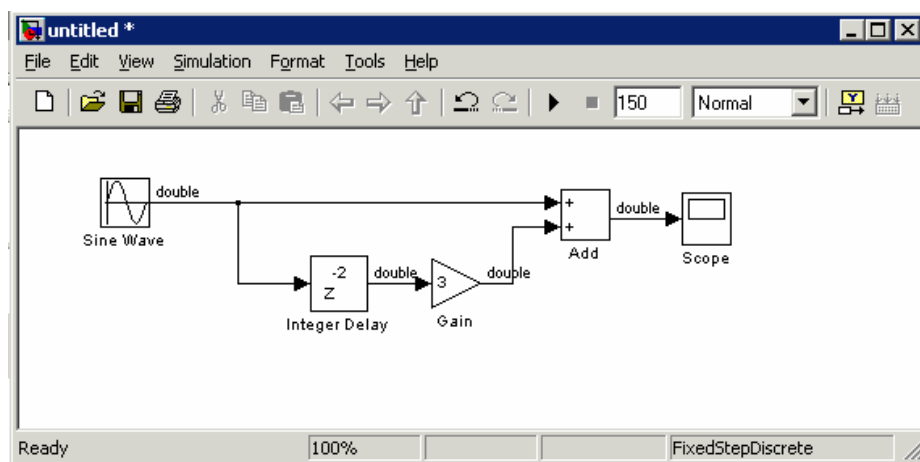 untitled *
File Edit View Simulation Format Tools Help
150 Normal
double
Sine Wave
+
+
double
Add
Scope
-2
Z
double
3
double
Integer Delay
Gain
Ready 100% FixedStepDiscrete